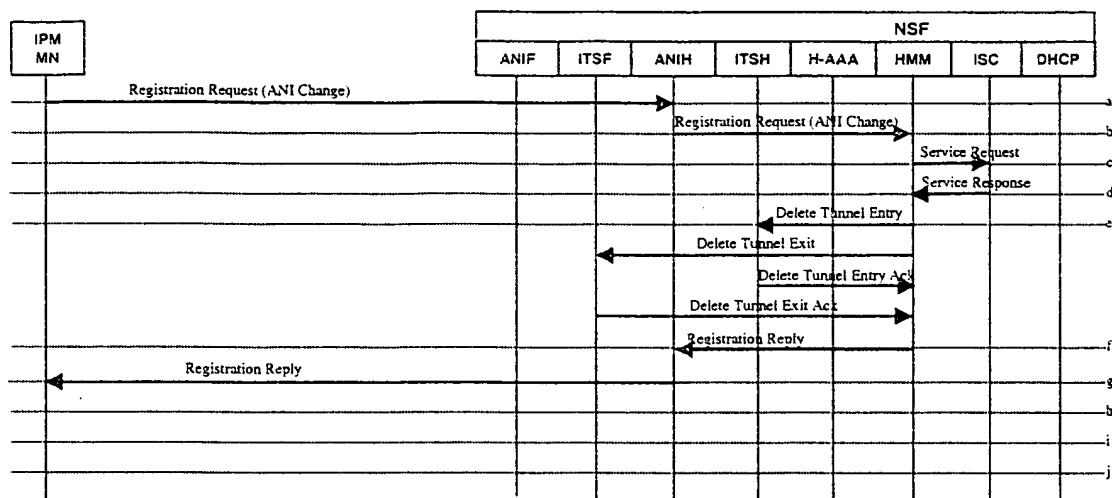 IPM
MN
NSF
ANIF ITSF ANIH ITSH H-AAA HMM ISC DHCP
Registration Request (ANI Change)
a
Registration Request (ANI Change)
b
Service Request
c
Service Response
d
Delete Tunnel Entry
e
Delete Tunnel Exit
Delete Tunnel Entry Ack
Delete Tunnel Exit Ack
Registration Reply
f
Registration Reply
g
h
i
j